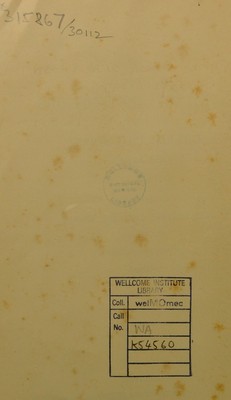 315267/30112
WELLCOME INSTITUTE
LIBRARY
Coll. welMOmec
Call
No. WA
K54560